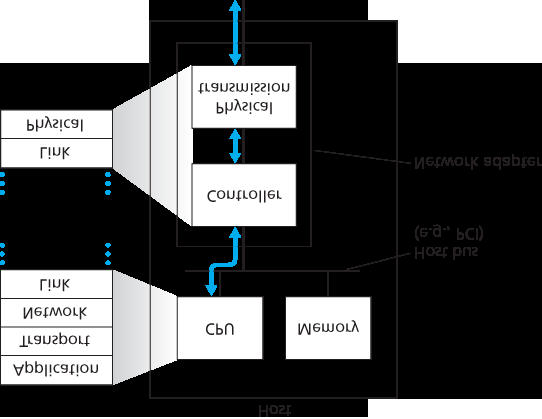 Host
Application
Transport
Network
Link
CPU
Memory
Host bus
(e.g., PCI)
Controller
Link
Physical
Network adapter
Physical
transmission